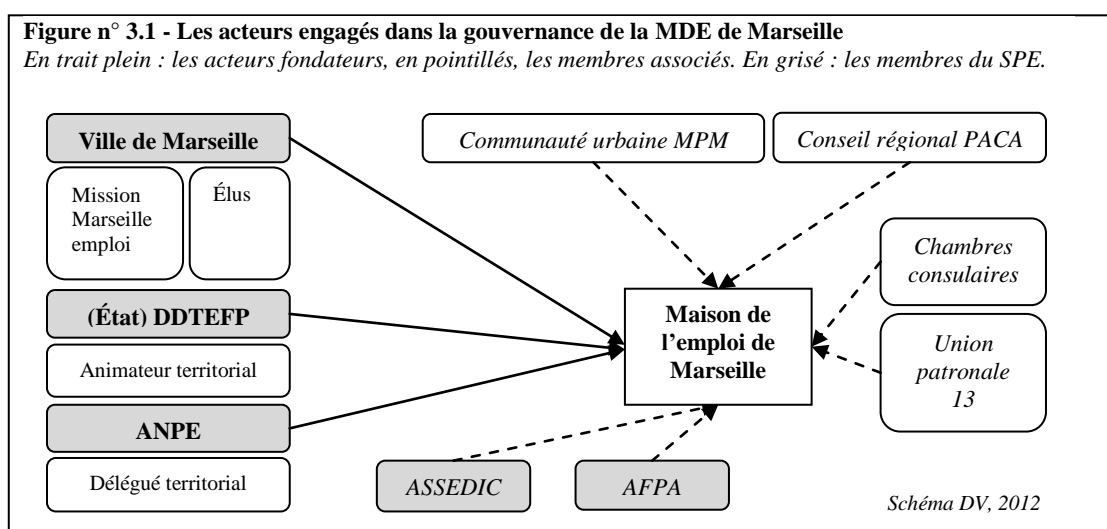 Figure n° 3.1 - Les acteurs engagés dans la gouvernance de la MDE de Marseille
En trait plein : les acteurs fondateurs, en pointillés, les membres associés. En grisé : les membres du SPE.
Ville de Marseille
Mission
Marseille
emploi
Élus
(État) DDTEFP
Animateur territorial
ANPE
Délégué territorial
Communauté urbaine MPM
Conseil régional PACA
Chambres
consulaires
Union
patronale
13
Maison de
l'emploi de
Marseille
ASSEDIC
AFPA
Schéma DV, 2012